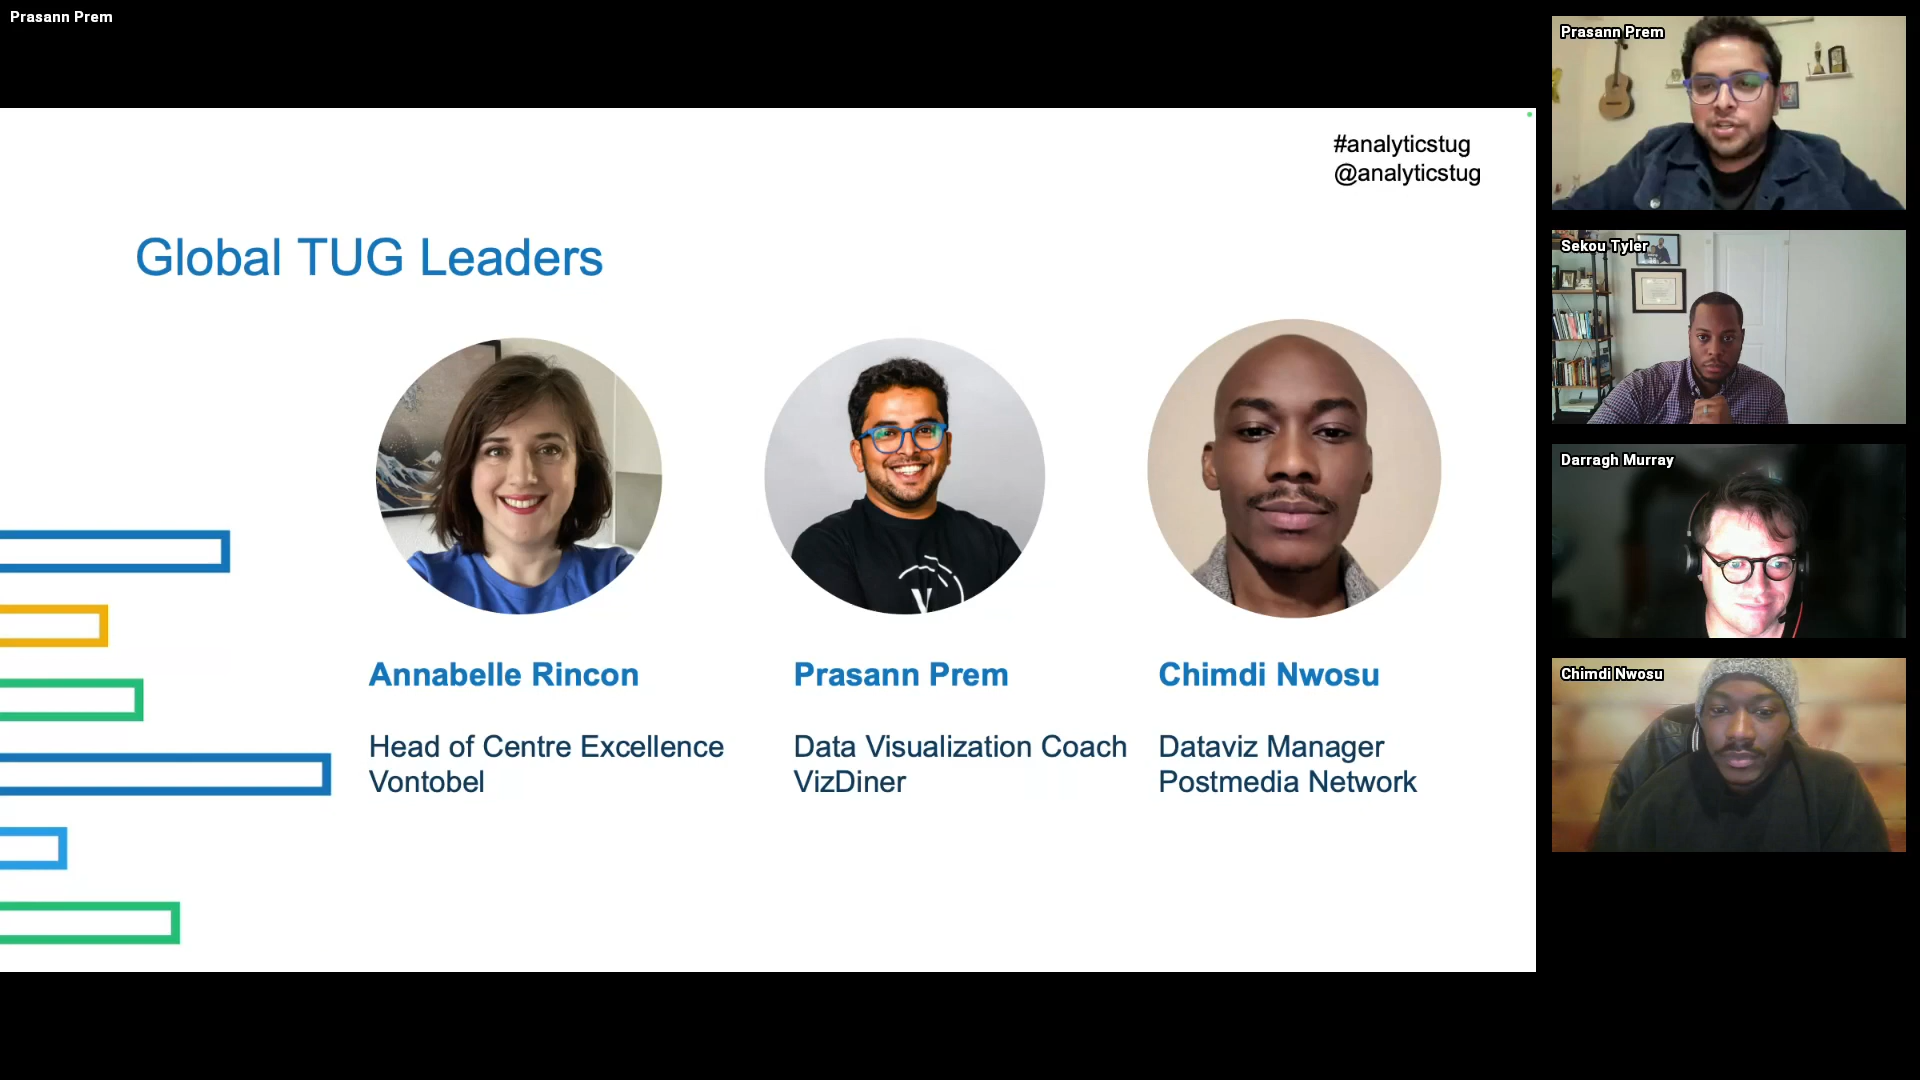 Prasann Prem
#analyticstug
@analyticstug
Global TUG Leaders
Annabelle Rincon
Head of Centre Excellence
Vontobel
Prasann Prem
Data Visualization Coach
VizDiner
Chimdi Nwosu
Dataviz Manager
Postmedia Network
Prasann Prem
Sekou Tyler
Darragh Murray
Chimdi Nwosu